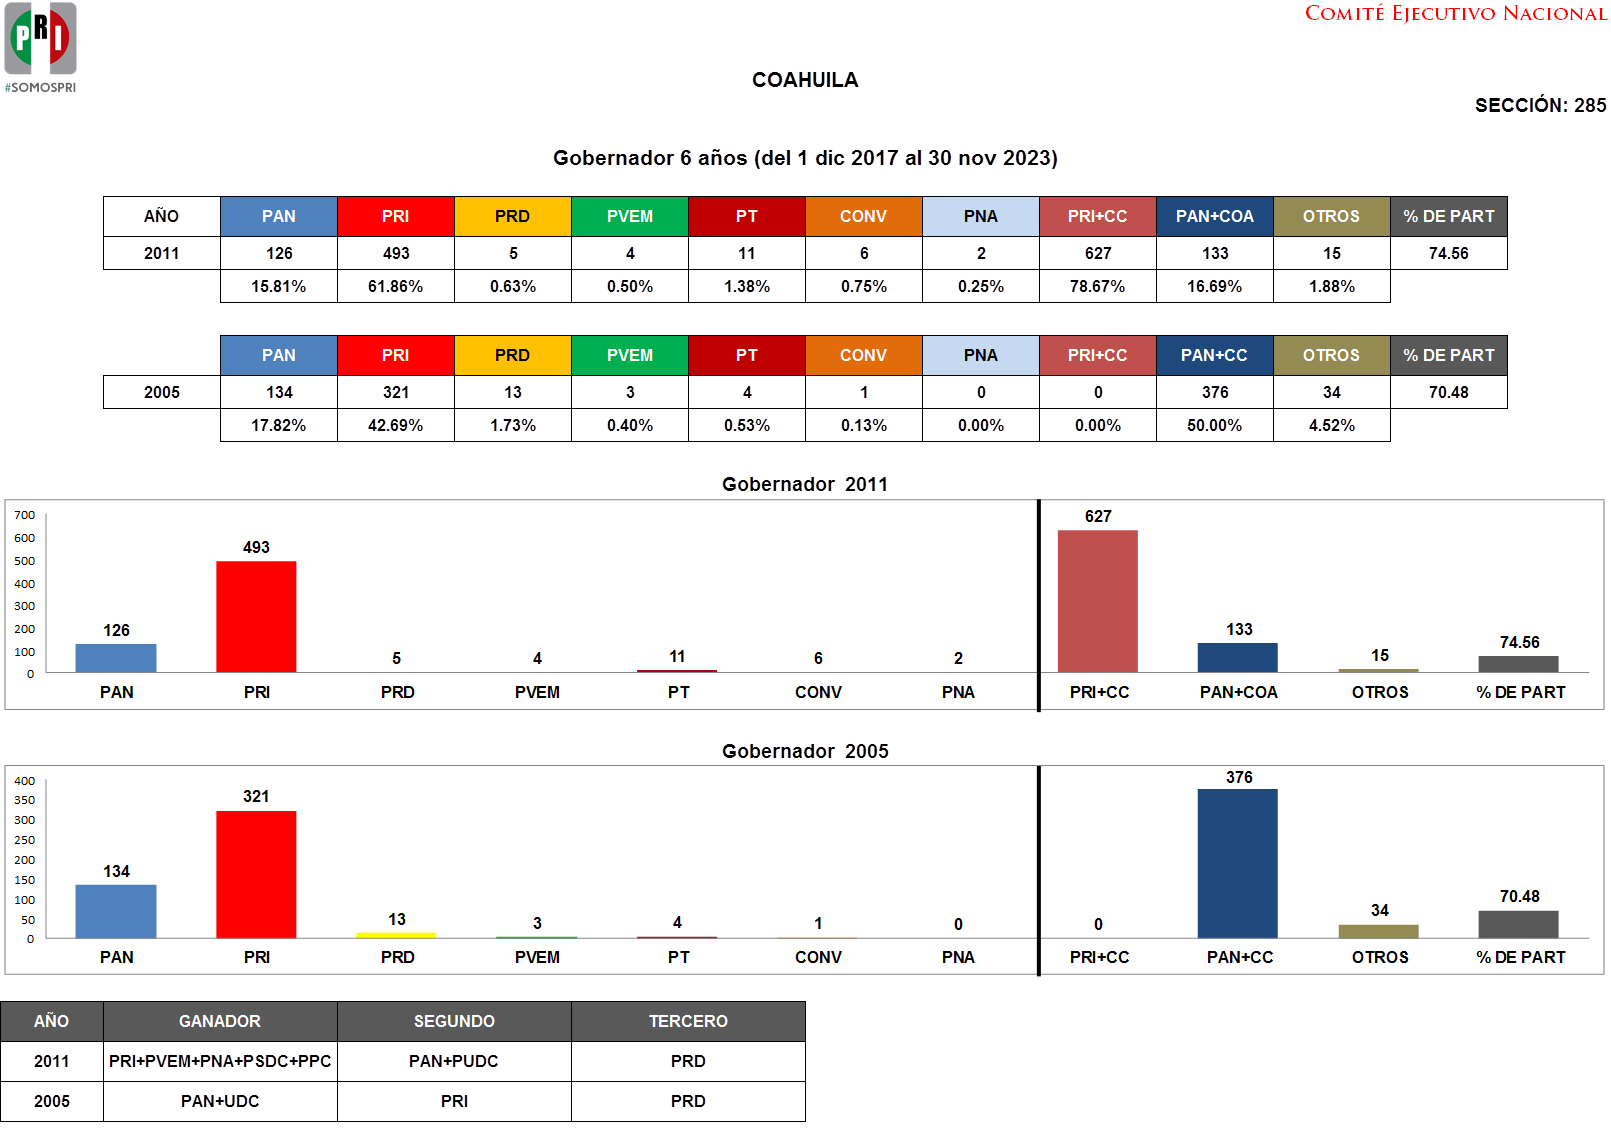 PRI
#SOMOSPRI
COMITÉ EJECUTIVO NACIONAL
COAHUILA
SECCIÓN: 285
Gobernador 6 años (del 1 dic 2017 al 30 nov 2023)
AÑO PAN PRI PRD PVEM PT CONV PNA PRI+CC PAN+COA OTROS % DE PART
2011 126 493 5 4 11 6 2 627 133 15 74.56
15.81% 61.86% 0.63% 0.50% 1.38% 0.75% 0.25% 78.67% 16.69% 1.88%
PAN PRI PRD PVEM PT CONV PNA PRI+CC PAN+CC OTROS % DE PART
2005 134 321 13 3 4 1 0 0 376 34 70.48
17.82% 42.69% 1.73% 0.40% 0.53% 0.13% 0.00% 0.00% 50.00% 4.52%
Gobernador 2011
700
600
500
400
300
200
100
0
126 493 5 4 11 6 2 627 133 15 74.56
PAN PRI PRD PVEM PT CONV PNA PRI+CC PAN+COA OTROS % DE PART
Gobernador 2005
400
350
300
250
200
150
100
50
0
134 321 13 3 4 1 0 0 376 34 70.48
PAN PRI PRD PVEM PT CONV PNA PRI+CC PAN+CC OTROS % DE PART
AÑO GANADOR SEGUNDO TERCERO
2011 PRI+PVEM+PNA+PSDC+PPC PAN+PUDC PRD
2005 PAN+UDC PRI PRD